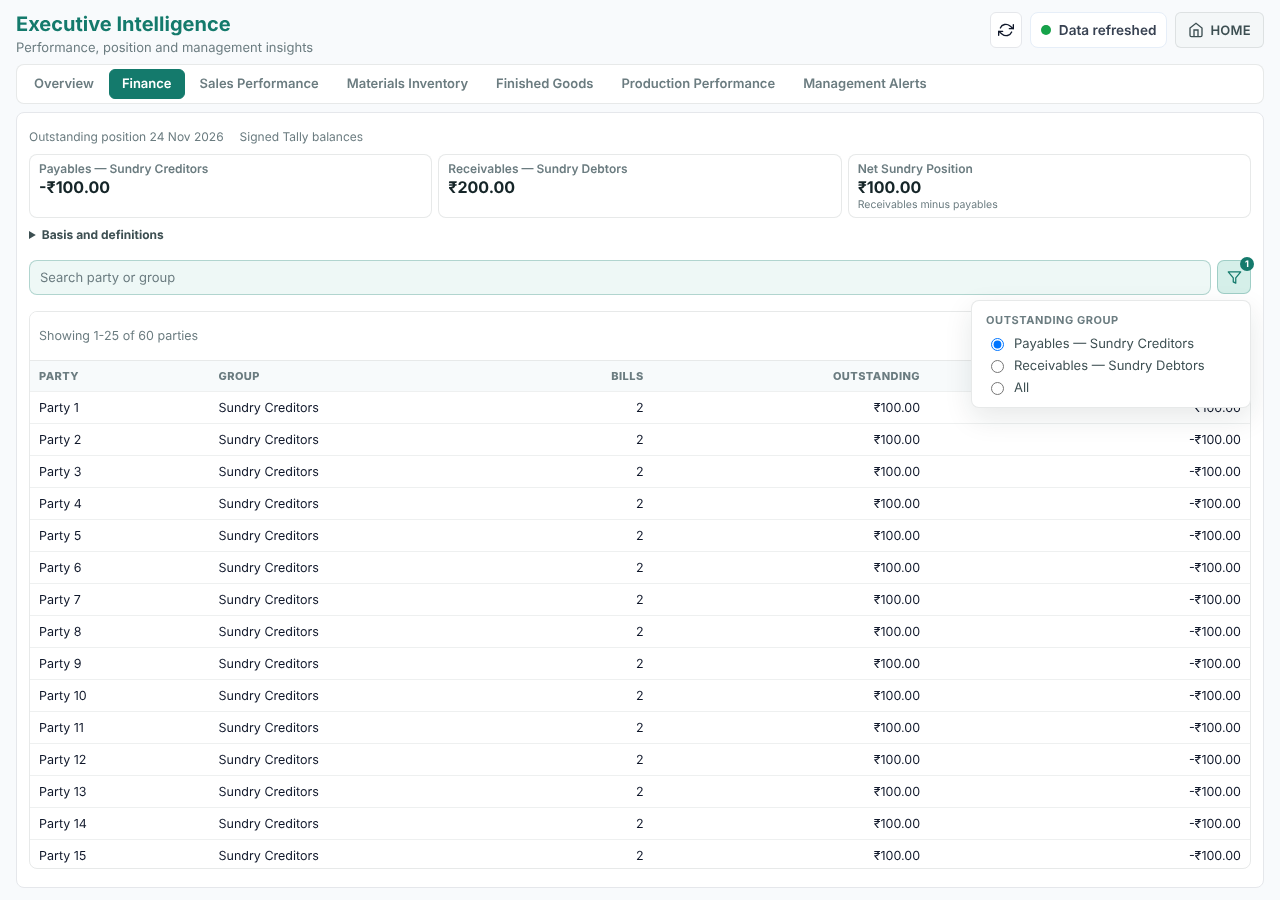 Executive Intelligence
Performance, position and management insights
Data refreshed
HOME
Overview Finance Sales Performance Materials Inventory Finished Goods Production Performance Management Alerts
Outstanding position 24 Nov 2026 Signed Tally balances
Payables — Sundry Creditors
-₹100.00
Receivables — Sundry Debtors
₹200.00
Net Sundry Position
₹100.00
Receivables minus payables
Basis and definitions
Search party or group
1
OUTSTANDING GROUP
Payables — Sundry Creditors
Receivables — Sundry Debtors
All
Showing 1-25 of 60 parties
PARTY GROUP BILLS OUTSTANDING
Party 1 Sundry Creditors 2 ₹100.00
Party 2 Sundry Creditors 2 ₹100.00 -₹100.00
Party 3 Sundry Creditors 2 ₹100.00 -₹100.00
Party 4 Sundry Creditors 2 ₹100.00 -₹100.00
Party 5 Sundry Creditors 2 ₹100.00 -₹100.00
Party 6 Sundry Creditors 2 ₹100.00 -₹100.00
Party 7 Sundry Creditors 2 ₹100.00 -₹100.00
Party 8 Sundry Creditors 2 ₹100.00 -₹100.00
Party 9 Sundry Creditors 2 ₹100.00 -₹100.00
Party 10 Sundry Creditors 2 ₹100.00 -₹100.00
Party 11 Sundry Creditors 2 ₹100.00 -₹100.00
Party 12 Sundry Creditors 2 ₹100.00 -₹100.00
Party 13 Sundry Creditors 2 ₹100.00 -₹100.00
Party 14 Sundry Creditors 2 ₹100.00 -₹100.00
Party 15 Sundry Creditors 2 ₹100.00 -₹100.00